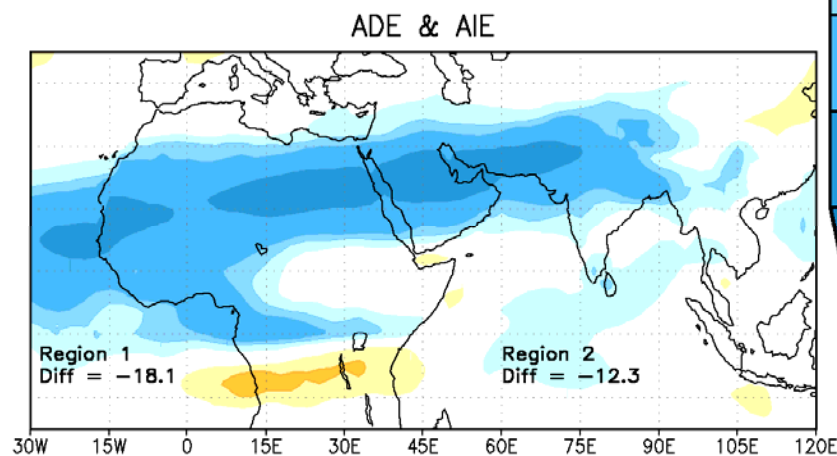 ADE & AIE
Region 1
Diff = −18.1
Region 2
Diff = −12.3
30W 15W 0 15E 30E 45E 60E 75E 90E 105E 120E